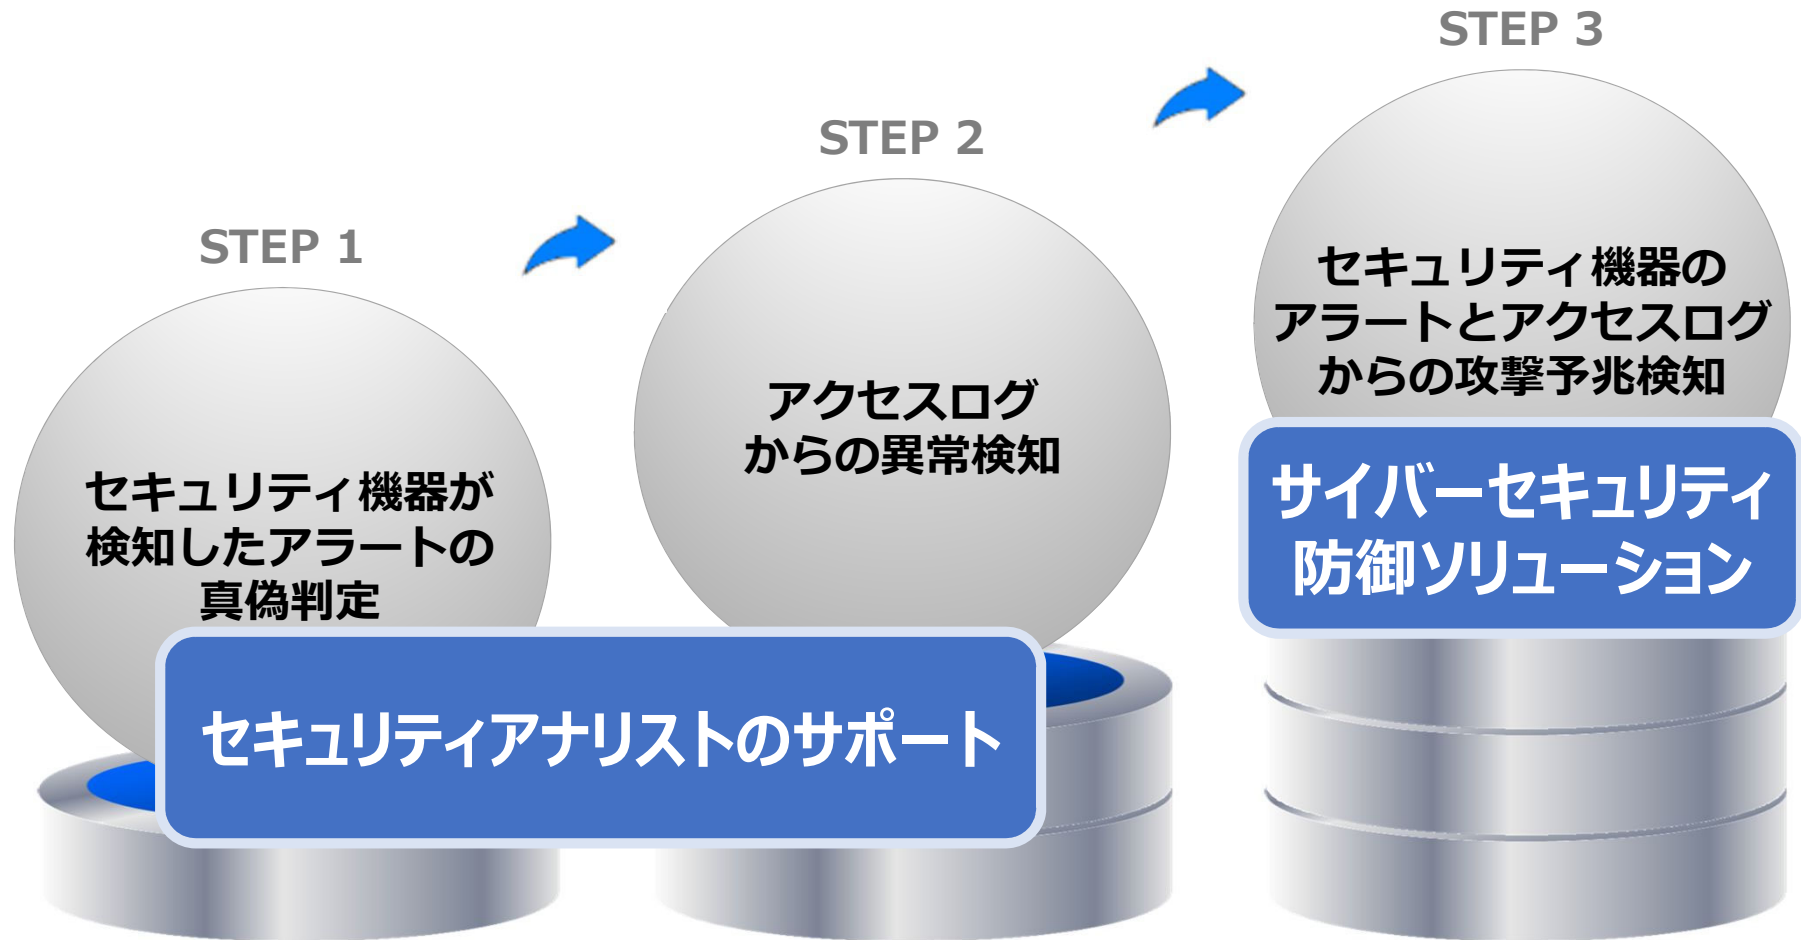 STEP 1
セキュリティ機器が
検知したアラートの
真偽判定
STEP 2
アクセスログ
からの異常検知
セキュリティアナリストのサポート
STEP 3
セキュリティ機器の
アラートとアクセスログ
からの攻撃予兆検知
サイバーセキュリティ
防御ソリューション